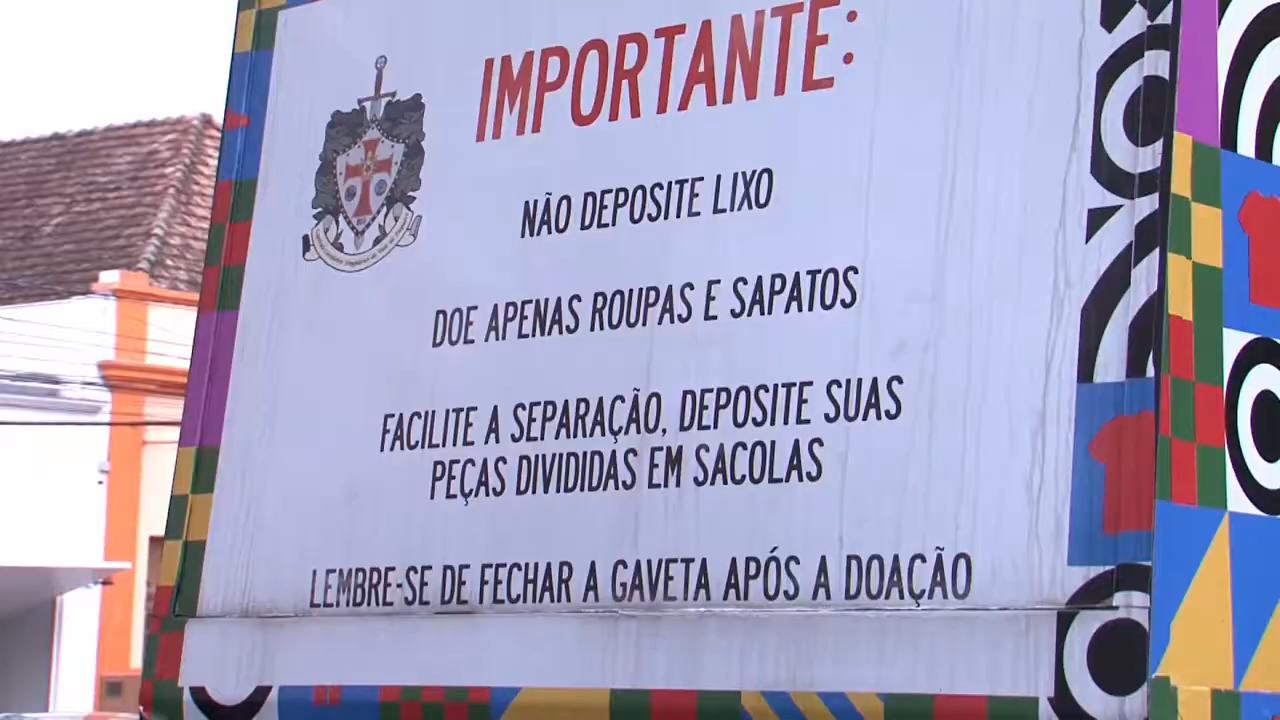 IMPORTANTE:
NÃO DEPOSITE LIXO
DOE APENAS ROUPAS E SAPATOS
FACILITE A SEPARAÇÃO, DEPOSITE SUAS
PEÇAS DIVIDIDAS EM SACOLAS
LEMBRE-SE DE FECHAR A GAVETA APÓS A DOAÇÃO